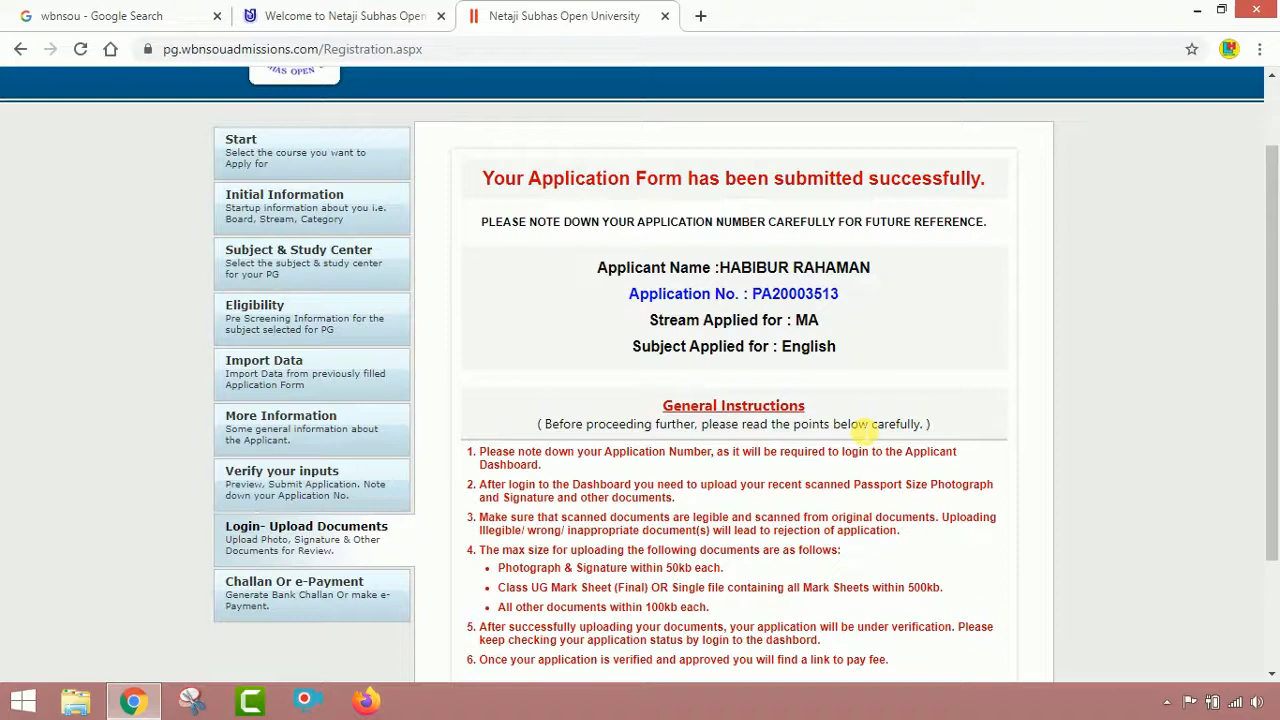 wbnsou - Google Search
Welcome to Netaji Subhas Open
Netaji Subhas Open University
pg.wbnsouadmissions.com/Registration.aspx
HAS OPEN
Start
Select the course you want to
Apply for
Initial Information
Startup information about you i.e.
Board, Stream, Category
Subject & Study Center
Select the subject & study center
for your PG
Eligibility
Pre Screening Information for the
subject selected for PG
Import Data
Import Data from previously filled
Application Form
More Information
Some general information about
the Applicant.
Verify your inputs
Preview, Submit Application. Note
down your Application No.
Login- Upload Documents
Upload Photo, Signature & Other
Documents for Review.
Challan Or e-Payment
Generate Bank Challan Or make e-
Payment.
Your Application Form has been submitted successfully.
PLEASE NOTE DOWN YOUR APPLICATION NUMBER CAREFULLY FOR FUTURE REFERENCE.
Applicant Name :HABIBUR RAHAMAN
Application No. : PA20003513
Stream Applied for : MA
Subject Applied for : English
General Instructions
( Before proceeding further, please read the points below carefully. )
1. Please note down your Application Number, as it will be required to login to the Applicant
Dashboard.
2. After login to the Dashboard you need to upload your recent scanned Passport Size Photograph
and Signature and other documents.
3. Make sure that scanned documents are legible and scanned from original documents. Uploading
Illegible/ wrong/ inappropriate document(s) will lead to rejection of application.
4. The max size for uploading the following documents are as follows:
• Photograph & Signature within 50kb each.
• Class UG Mark Sheet (Final) OR Single file containing all Mark Sheets within 500kb.
• All other documents within 100kb each.
5. After successfully uploading your documents, your application will be under verification. Please
keep checking your application status by login to the dashbord.
6. Once your application is verified and approved you will find a link to pay fee.